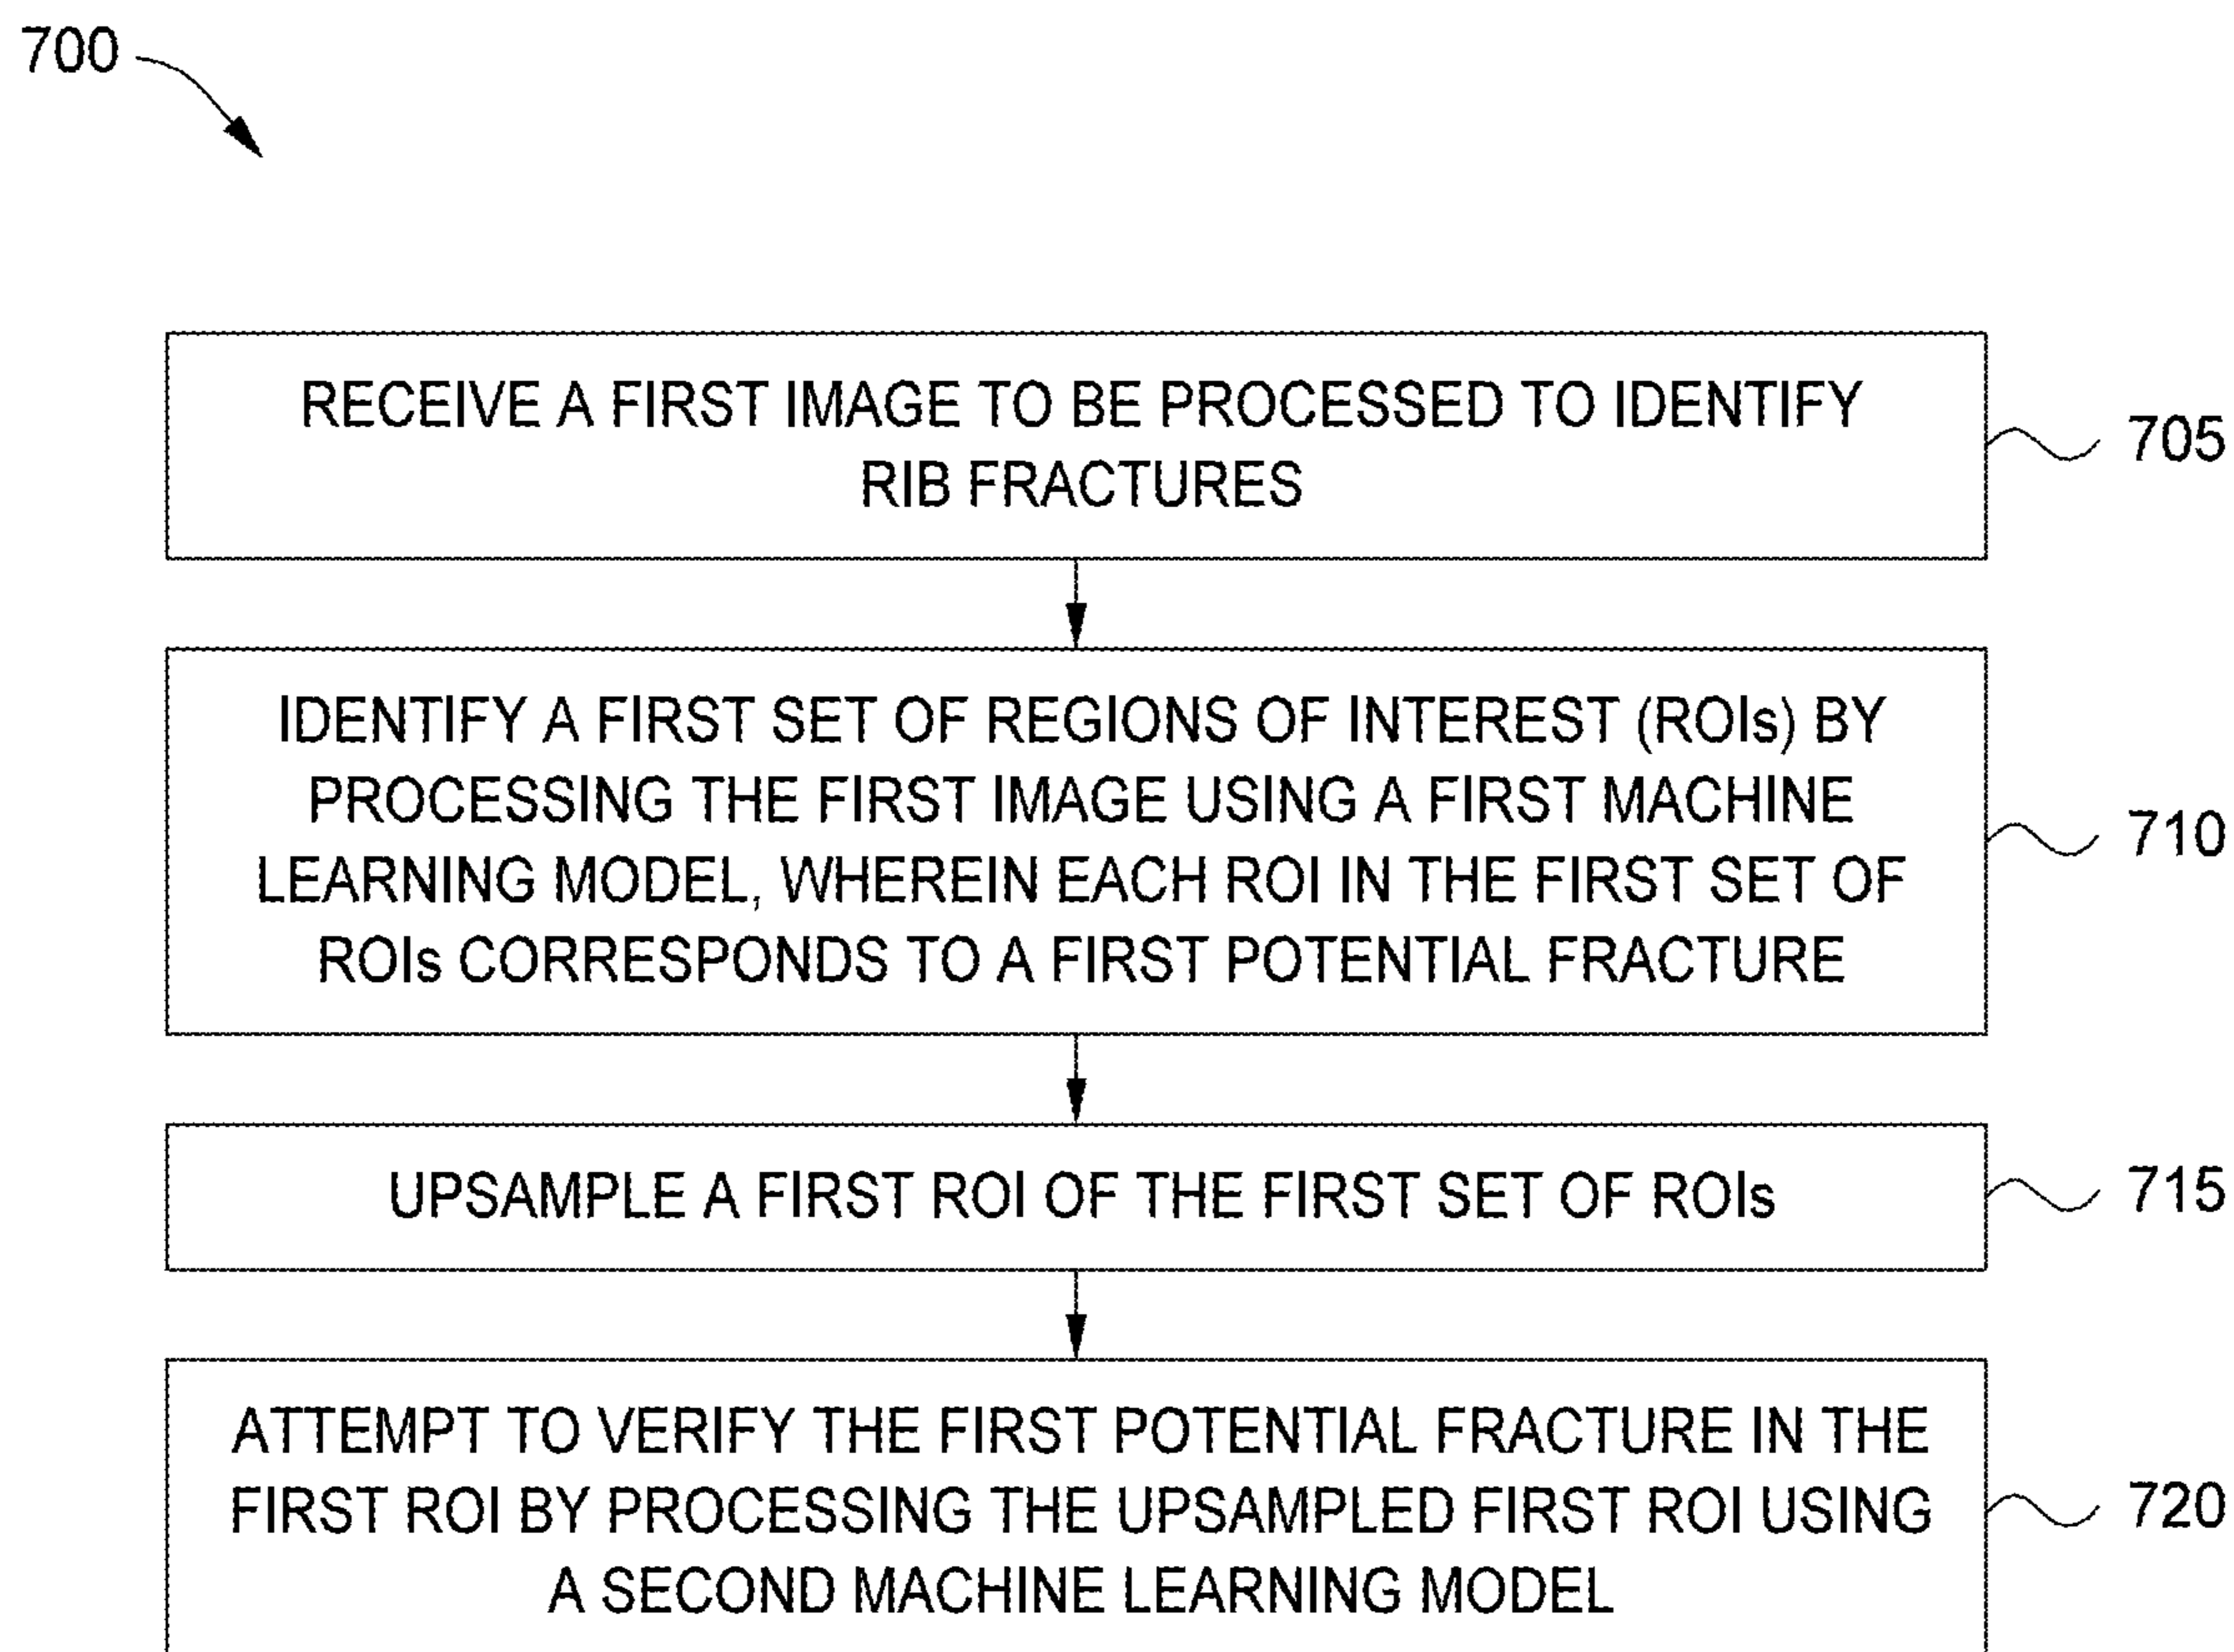 700
RECEIVE A FIRST IMAGE TO BE PROCESSED TO IDENTIFY
RIB FRACTURES
705
IDENTIFY A FIRST SET OF REGIONS OF INTEREST (ROIs) BY
PROCESSING THE FIRST IMAGE USING A FIRST MACHINE
LEARNING MODEL, WHEREIN EACH ROI IN THE FIRST SET OF
ROIs CORRESPONDS TO A FIRST POTENTIAL FRACTURE
710
UPSAMPLE A FIRST ROI OF THE FIRST SET OF ROIs
715
ATTEMPT TO VERIFY THE FIRST POTENTIAL FRACTURE IN THE
FIRST ROI BY PROCESSING THE UPSAMPLED FIRST ROI USING
A SECOND MACHINE LEARNING MODEL
720